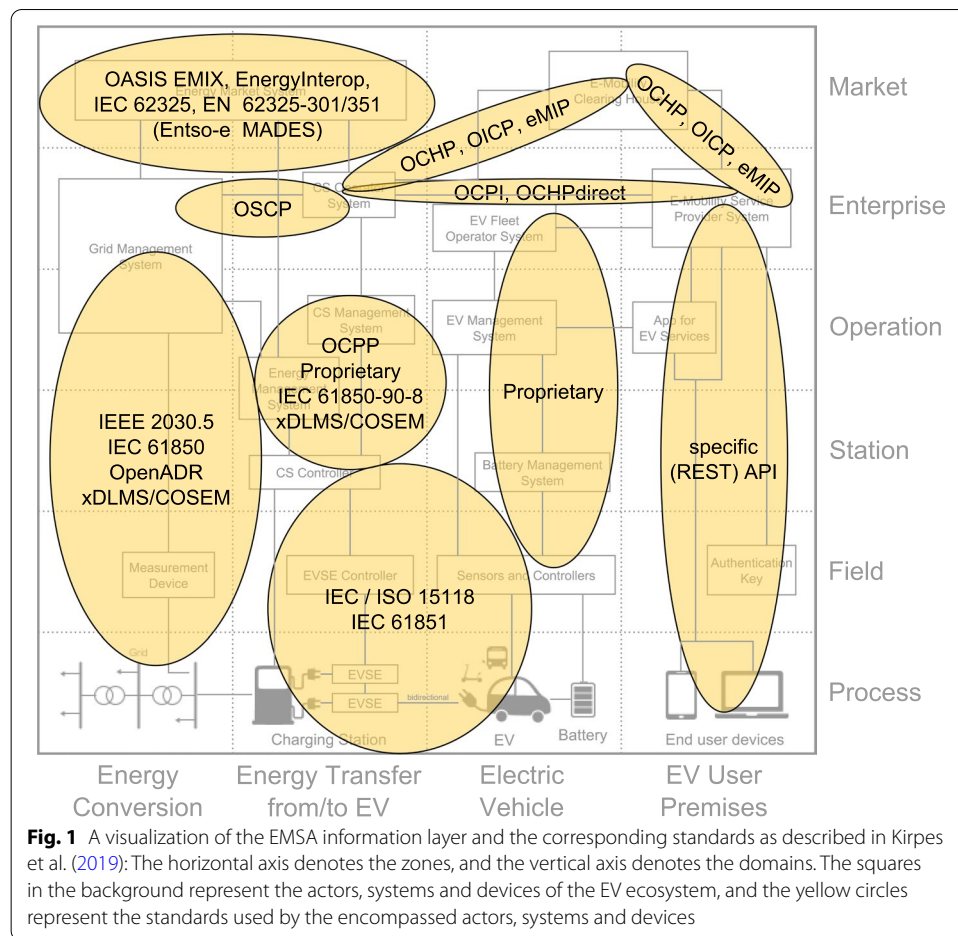 OASIS EMIX, EnergyInterop,
Energy Market System
IEC 62325, EN 62325-301/351
(Entso-e MADES)
E-Mobility
Clearing House
OCHP, OICP, eMIP
OCHP, OICP, eMIP
Market
CS Operator
System
OSCP
OCPI, OCHPdirect
E-Mobility Service
Provider System
EV Fleet
Operator System
Enterprise
Grid Management
System
CS Management
System
OCPP
Proprietary
IEC 61850-90-8
xDLMS/COSEM
Energy
Management
System
EV Management
System
App for
EV Services
Operation
Proprietary
IEEE 2030.5
IEC 61850
OpenADR
xDLMS/COSEM
CS Controller
Battery Management
System
specific
(REST) API
Station
Measurement
Device
EVSE Controller
Sensors and Controllers
Authentication
Key
IEC / ISO 15118
IEC 61851
Field
Grid
EVSE
EVSE
bidirectional
Charging Station
EV
Battery
End user devices
Process
Energy
Conversion
Energy Transfer
from/to EV
Electric
Vehicle
EV User
Premises
Fig. 1 A visualization of the EMSA information layer and the corresponding standards as described in Kirpes
et al. (2019): The horizontal axis denotes the zones, and the vertical axis denotes the domains. The squares
in the background represent the actors, systems and devices of the EV ecosystem, and the yellow circles
represent the standards used by the encompassed actors, systems and devices